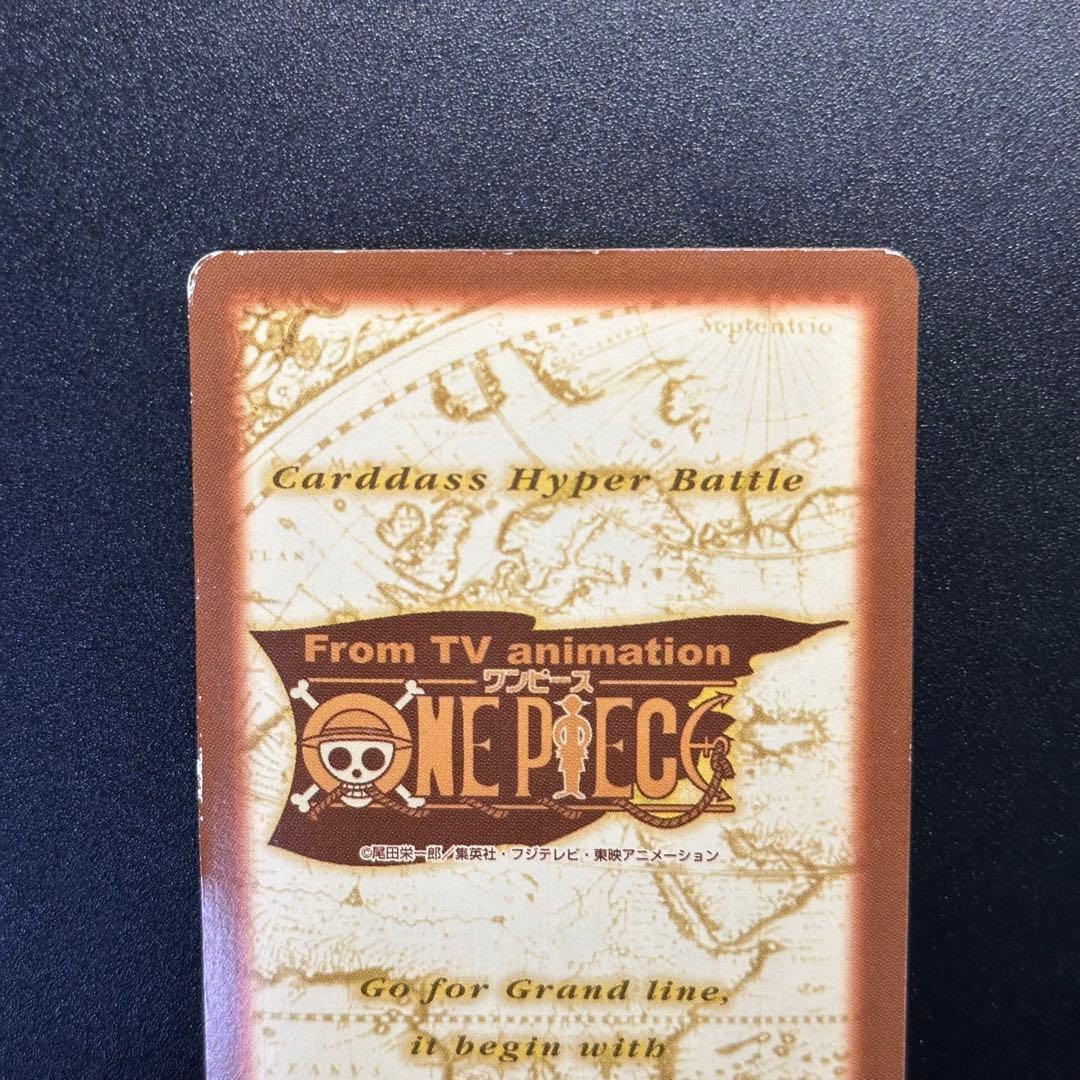 Septentrio
Carddass Hyper Battle
TLAN
From TV animation
ワンピース
ONE PIECE
©尾田栄一郎/集英社・フジテレビ・東映アニメーション
Go for Grand line,
it begin with